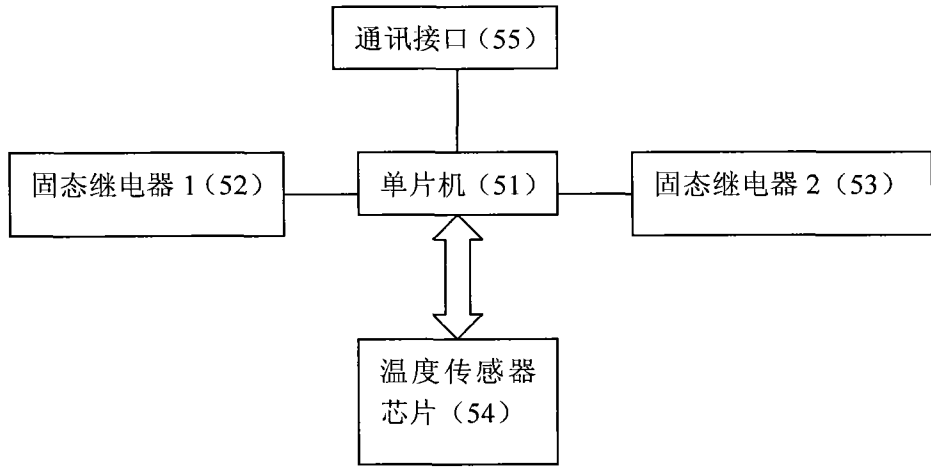 通讯接口（55）
固态继电器 1（52）
单片机（51）
固态继电器 2（53）
温度传感器
芯片（54）